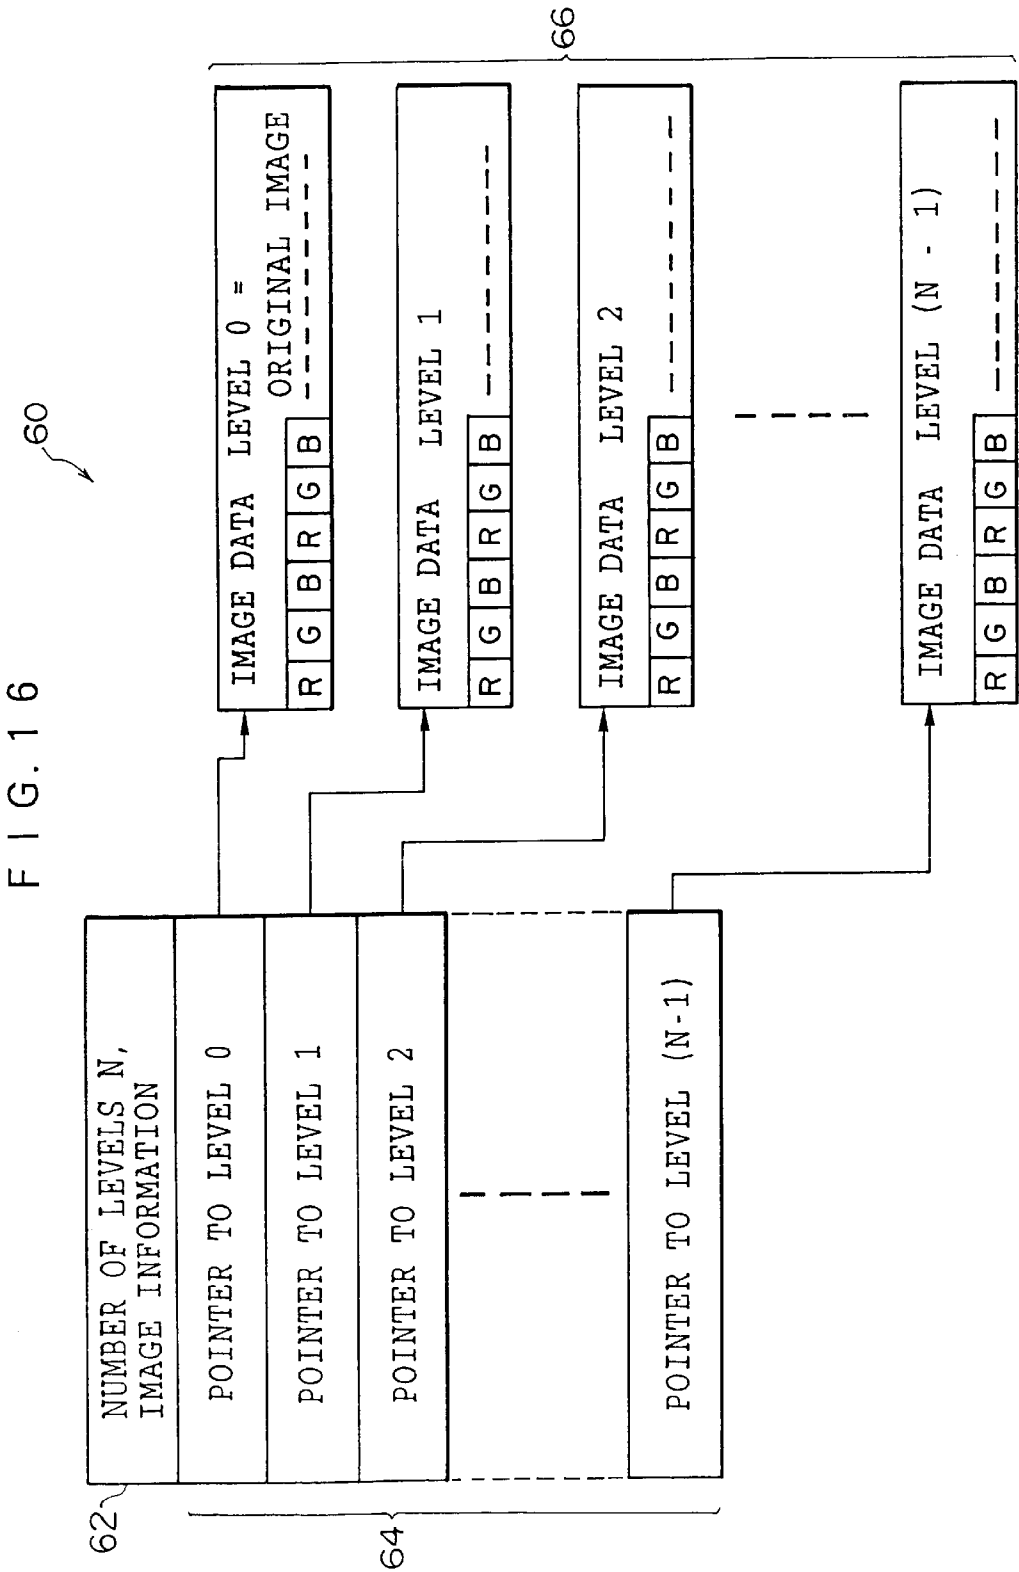 FIG.16
60
62
NUMBER OF LEVELS N,
IMAGE INFORMATION
POINTER TO LEVEL 0
POINTER TO LEVEL 1
POINTER TO LEVEL 2
POINTER TO LEVEL (N-1)
64
IMAGE DATA LEVEL 0 =
ORIGINAL IMAGE
R G B R G B
IMAGE DATA LEVEL 1
R G B R G B
IMAGE DATA LEVEL 2
R G B R G B
IMAGE DATA LEVEL (N - 1)
R G B R G B
66